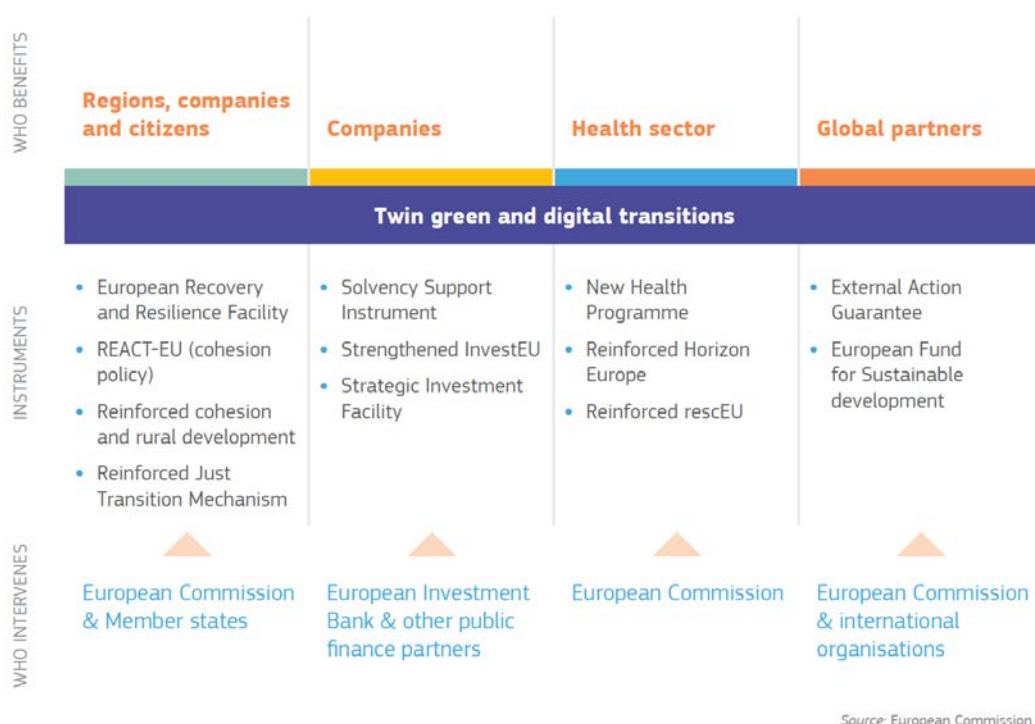 WHO BENEFITS
Regions, companies
and citizens
Companies
Health sector
Global partners
Twin green and digital transitions
INSTRUMENTS
• European Recovery
and Resilience Facility
• REACT-EU (cohesion
policy)
• Reinforced cohesion
and rural development
• Reinforced Just
Transition Mechanism
• Solvency Support
Instrument
• Strengthened InvestEU
• Strategic Investment
Facility
• New Health
Programme
• Reinforced Horizon
Europe
• Reinforced rescEU
• External Action
Guarantee
• European Fund
for Sustainable
development
WHO INTERVENES
European Commission
& Member states
European Investment
Bank & other public
finance partners
European Commission
European Commission
& international
organisations
Source: European Commission